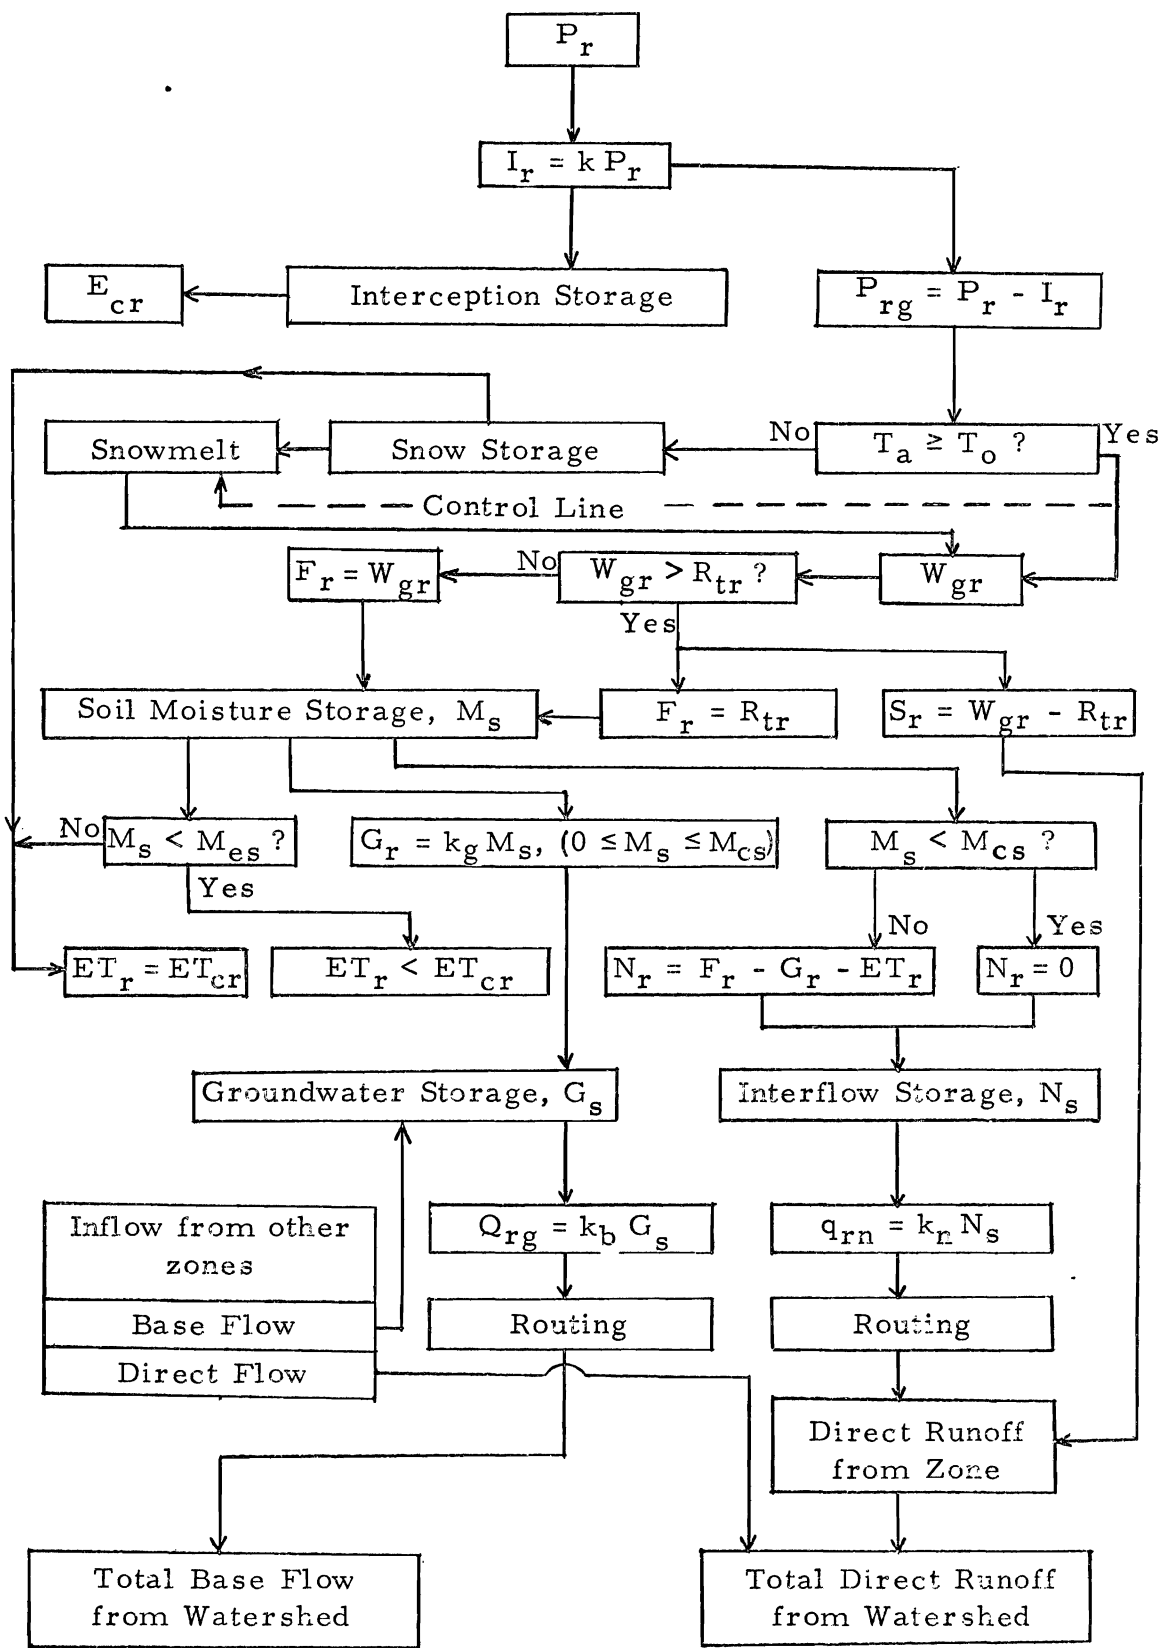 P_r
I_r = k P_r
E_cr
Interception Storage
P_rg = P_r - I_r
Snowmelt
Snow Storage
No
T_a ≥ T_o ?
Yes
Control Line
F_r = W_gr
No
W_gr > R_tr ?
W_gr
Yes
Soil Moisture Storage, M_s
F_r = R_tr
S_r = W_gr - R_tr
No
M_s < M_es ?
G_r = k_g M_s, (0 ≤ M_s ≤ M_cs)
M_s < M_cs ?
Yes
No
Yes
ET_r = ET_cr
ET_r < ET_cr
N_r = F_r - G_r - ET_r
N_r = 0
Groundwater Storage, G_s
Interflow Storage, N_s
Inflow from other
zones
Q_rg = k_b G_s
q_rn = k_n N_s
Base Flow
Routing
Routing
Direct Flow
Direct Runoff
from Zone
Total Base Flow
from Watershed
Total Direct Runoff
from Watershed